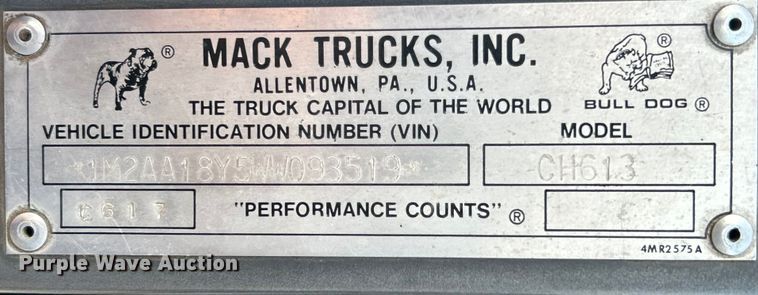 ® MACK TRUCKS, INC. ®
ALLENTOWN, PA., U.S.A.
THE TRUCK CAPITAL OF THE WORLD BULL DOG ®
VEHICLE IDENTIFICATION NUMBER (VIN) MODEL
*1M2AA18Y5WW093519* CH613
C617 "PERFORMANCE COUNTS" ®
4MR2575A
Purple Wave Auction